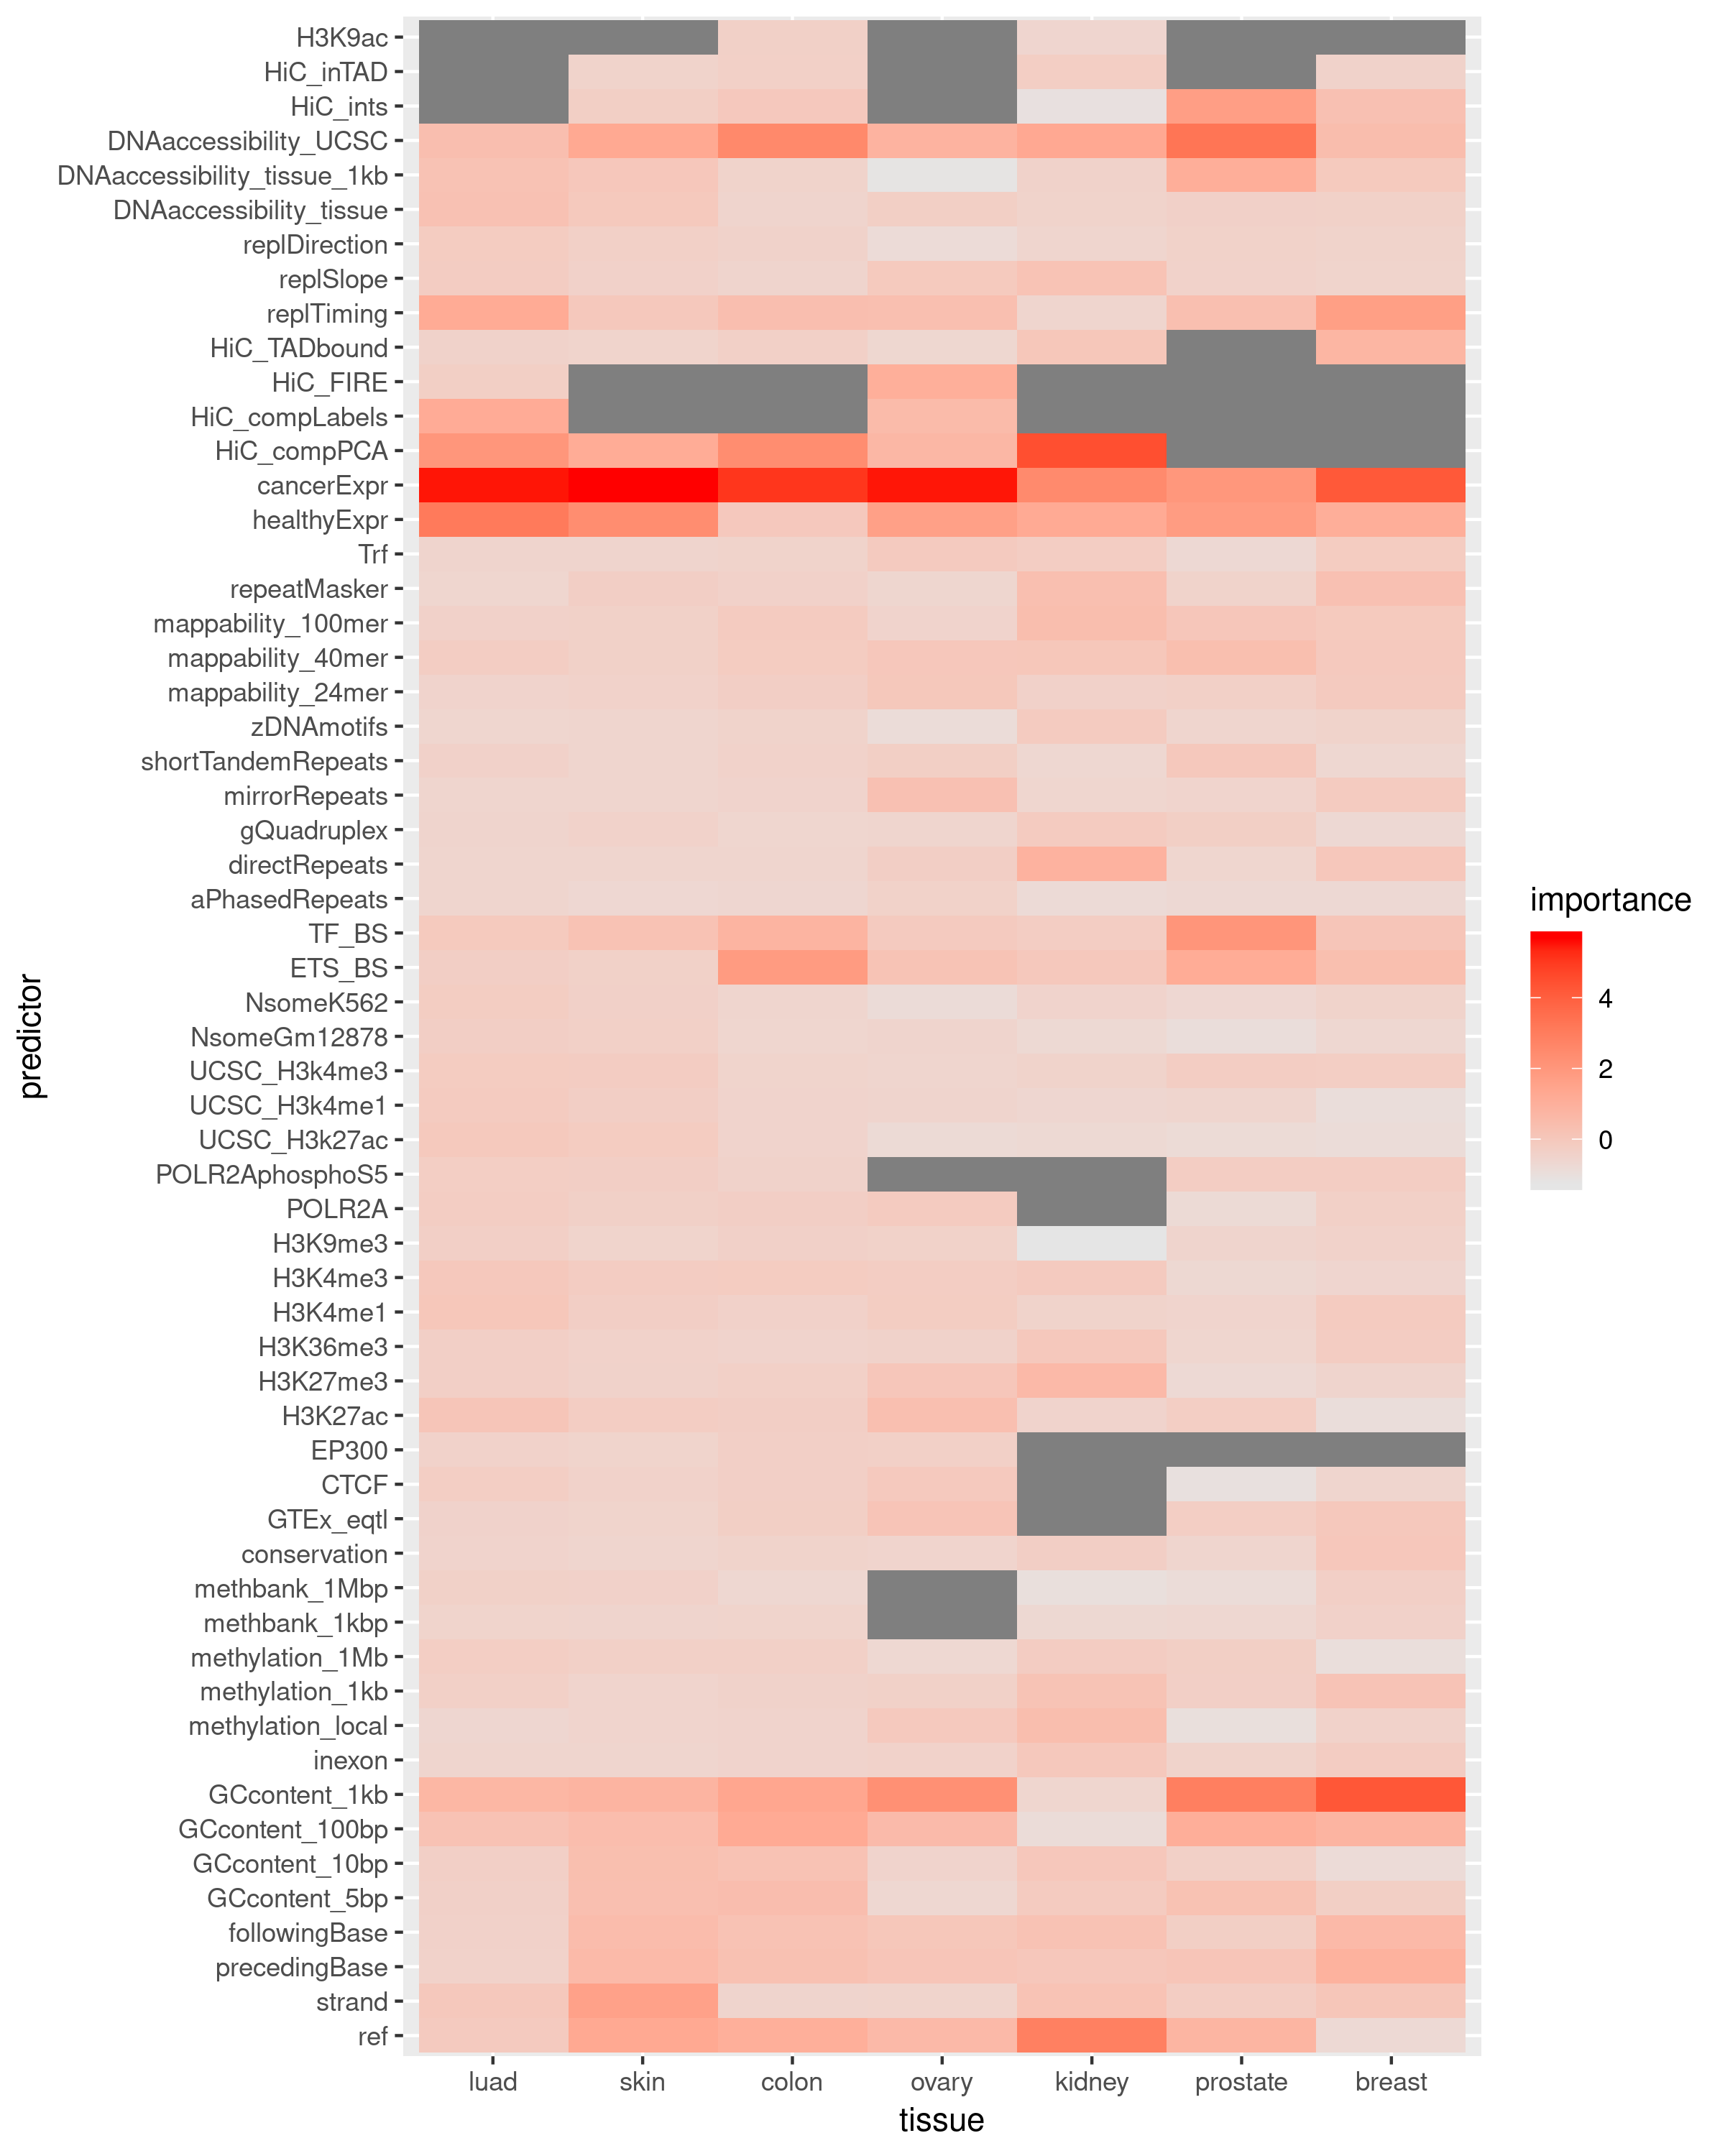 H3K9ac
HiC_inTAD
HiC_ints
DNAaccessibility_UCSC
DNAaccessibility_tissue_1kb
DNAaccessibility_tissue
replDirection
replSlope
replTiming
HiC_TADbound
HiC_FIRE
HiC_compLabels
HiC_compPCA
cancerExpr
healthyExpr
Trf
repeatMasker
mappability_100mer
mappability_40mer
mappability_24mer
zDNAmotifs
shortTandemRepeats
mirrorRepeats
gQuadruplex
directRepeats
aPhasedRepeats
TF_BS
ETS_BS
NsomeK562
NsomeGm12878
UCSC_H3k4me3
UCSC_H3k4me1
UCSC_H3k27ac
POLR2AphosphoS5
POLR2A
H3K9me3
H3K4me3
H3K4me1
H3K36me3
H3K27me3
H3K27ac
EP300
CTCF
GTEx_eqtl
conservation
methbank_1Mbp
methbank_1kbp
methylation_1Mb
methylation_1kb
methylation_local
inexon
GCcontent_1kb
GCcontent_100bp
GCcontent_10bp
GCcontent_5bp
followingBase
precedingBase
strand
ref
predictor
luad skin colon ovary kidney prostate breast
tissue
importance
4
2
0